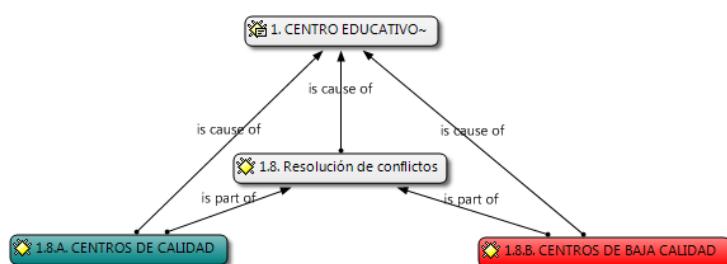 1. CENTRO EDUCATIVO~
is cause of
is cause of
is cause of
1.8. Resolución de conflictos
is part of
is part of
1.8.A. CENTROS DE CALIDAD
1.8.B. CENTROS DE BAJA CALIDAD